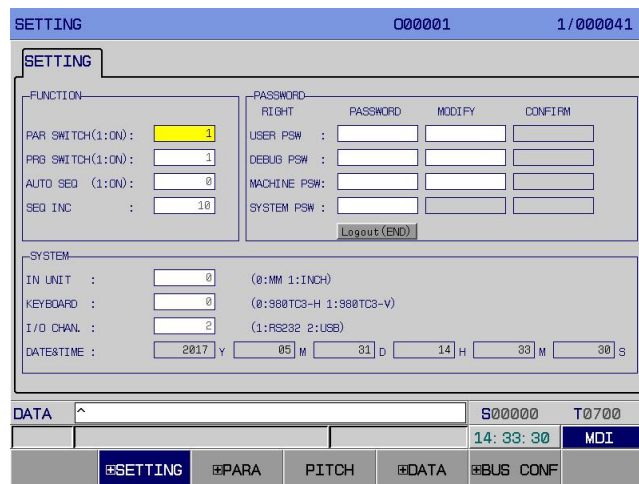 SETTING O00001 1/000041
SETTING
FUNCTION
PAR SWITCH(1:ON): 1
PRG SWITCH(1:ON): 1
AUTO SEQ (1:ON): 0
SEQ INC : 10
PASSWORD
RIGHT PASSWORD MODIFY CONFIRM
USER PSW :
DEBUG PSW :
MACHINE PSW:
SYSTEM PSW :
Logout(END)
SYSTEM
IN UNIT : 0 (0:MM 1:INCH)
KEYBOARD : 0 (0:980TC3-H 1:980TC3-V)
I/O CHAN. : 2 (1:RS232 2:USB)
DATE&TIME : 2017 Y 05 M 31 D 14 H 33 M 30 S
DATA ^ S00000 T0700
14:33:30 MDI
⊞SETTING ⊞PARA PITCH ⊞DATA ⊞BUS CONF